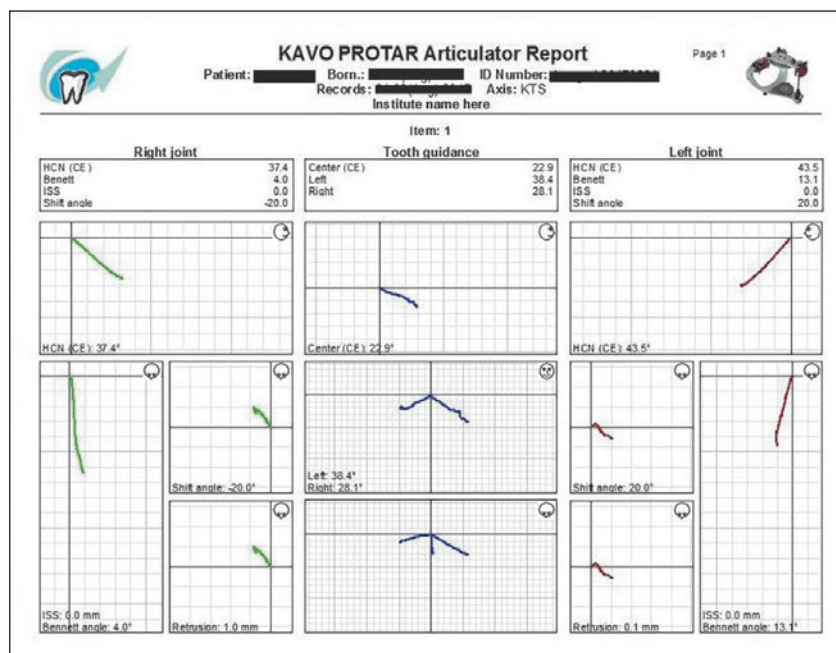 KAVO PROTAR Articulator Report
Page 1
Patient: Born.: ID Number:
Records: Axis: KTS
Institute name here
Item: 1
Right joint
HCN (CE) 37.4
Benett 4.0
ISS 0.0
Shift angle -20.0
Tooth guidance
Center (CE) 22.9
Left 38.4
Right 28.1
Left joint
HCN (CE) 43.5
Benett 13.1
ISS 0.0
Shift angle 20.0
HCN (CE): 37.4°
Center (CE): 22.9°
HCN (CE): 43.5°
Shift angle: -20.0°
Left: 38.4°
Right: 28.1°
Shift angle: 20.0°
ISS: 0.0 mm
Bennett angle: 4.0°
Retrusion: 1.0 mm
Retrusion: 0.1 mm
ISS: 0.0 mm
Bennett angle: 13.1°